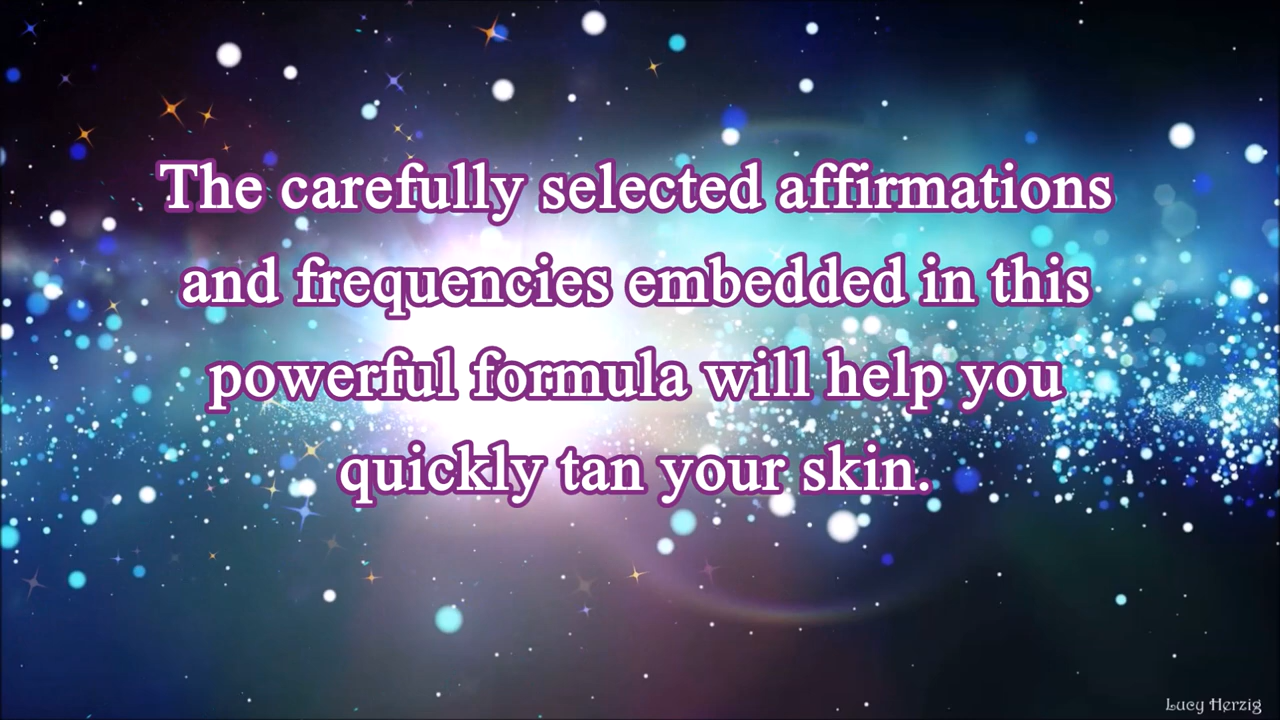 The carefully selected affirmations
and frequencies embedded in this
powerful formula will help you
quickly tan your skin.
Lucy Herzig